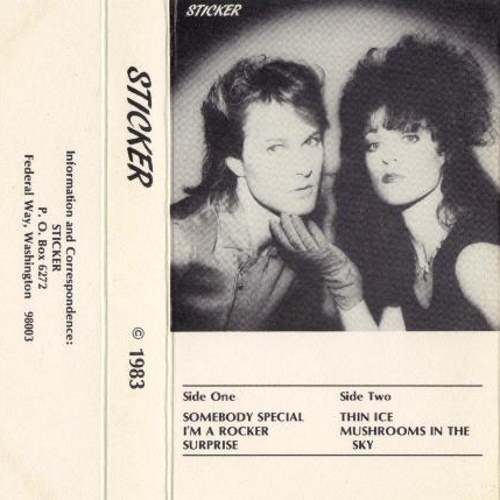 Information and Correspondence:
STICKER
P. O. Box 6272
Federal Way, Washington 98003
STICKER
© 1983
STICKER
Side One
SOMEBODY SPECIAL
I'M A ROCKER
SURPRISE
Side Two
THIN ICE
MUSHROOMS IN THE
SKY